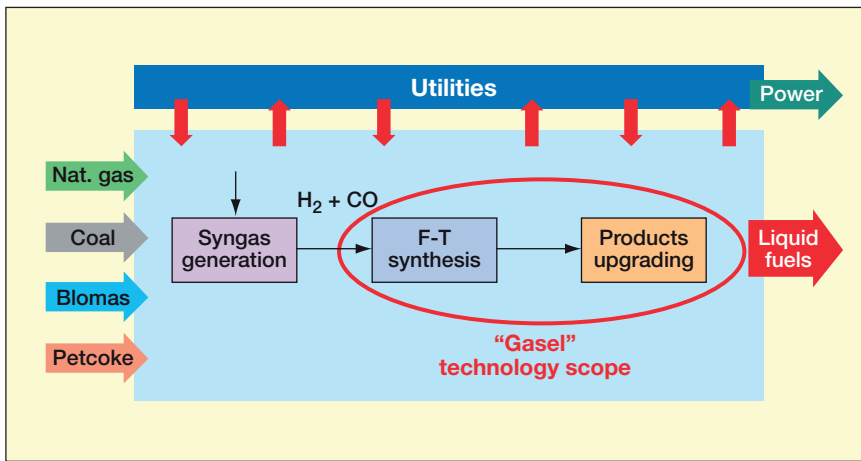 Utilities
Power
Nat. gas
Coal
Blomas
Petcoke
H₂ + CO
Syngas
generation
F-T
synthesis
Products
upgrading
Liquid
fuels
“Gasel”
technology scope